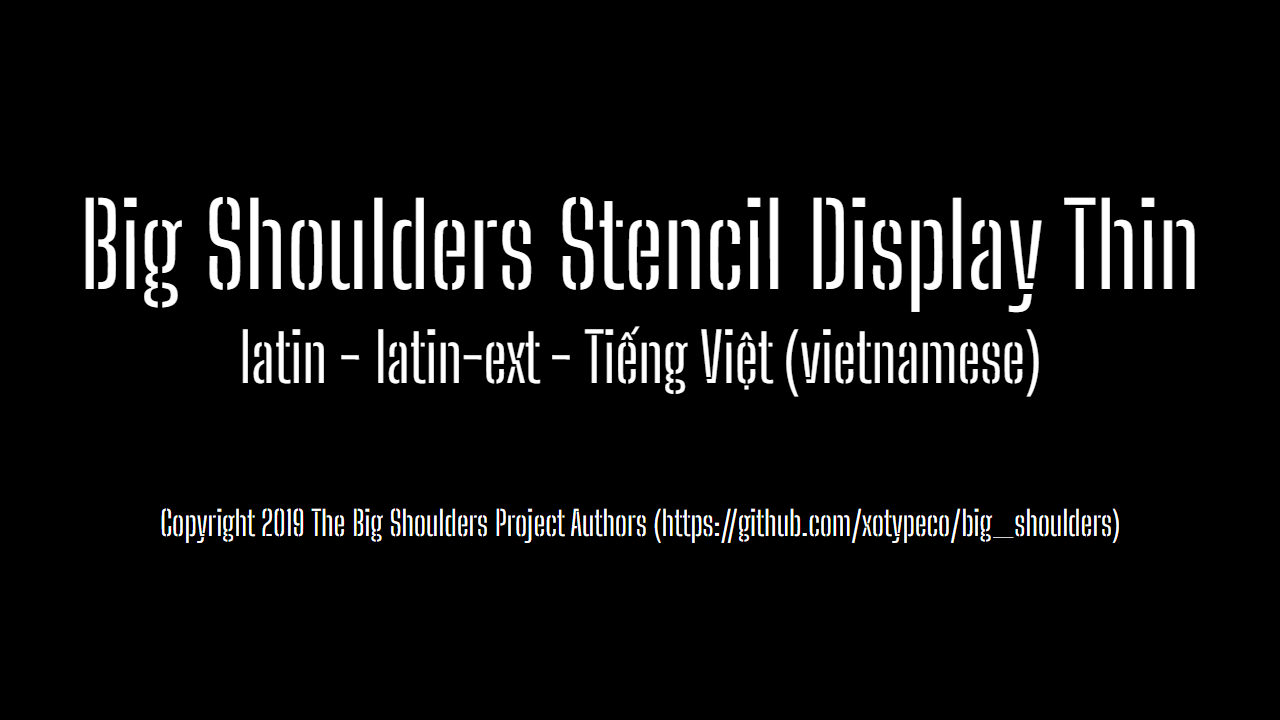 Big Shoulders Stencil Display Thin
latin - latin-ext - Tiếng Việt (vietnamese)
Copyright 2019 The Big Shoulders Project Authors (https://github.com/xotypeco/big_shoulders)